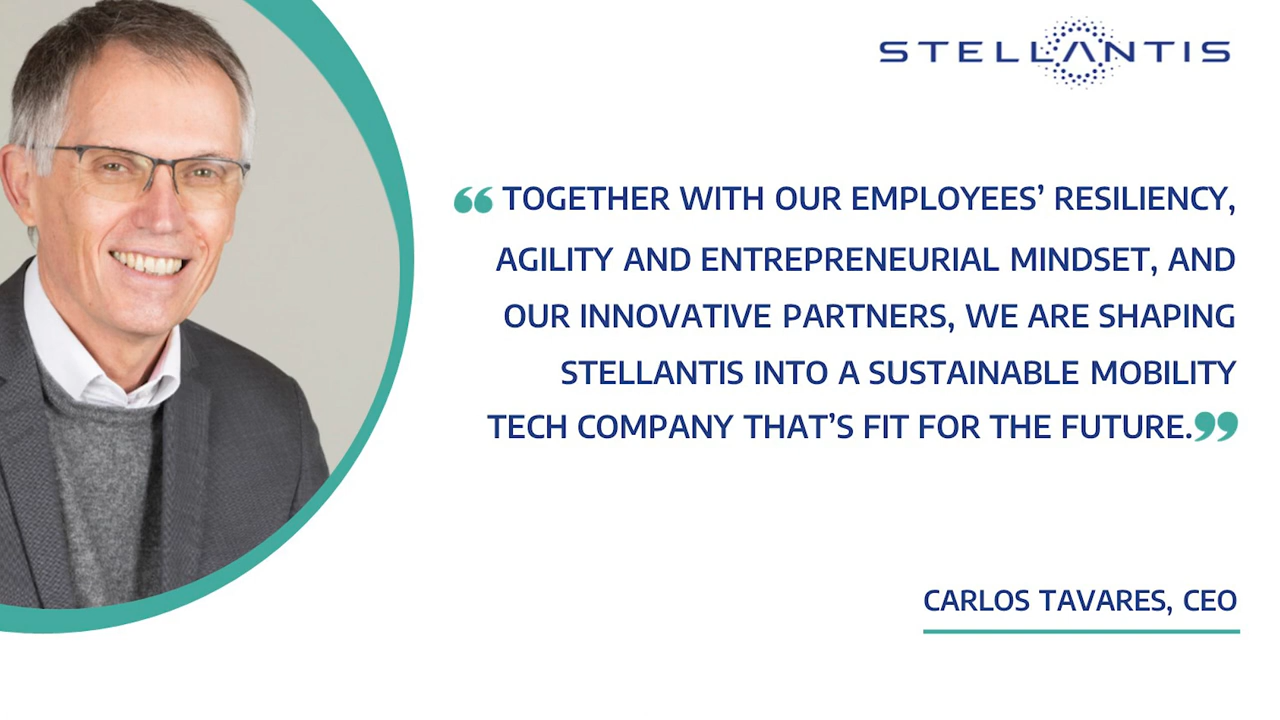 STELLANTIS
“TOGETHER WITH OUR EMPLOYEES’ RESILIENCY,
AGILITY AND ENTREPRENEURIAL MINDSET, AND
OUR INNOVATIVE PARTNERS, WE ARE SHAPING
STELLANTIS INTO A SUSTAINABLE MOBILITY
TECH COMPANY THAT’S FIT FOR THE FUTURE.”
CARLOS TAVARES, CEO